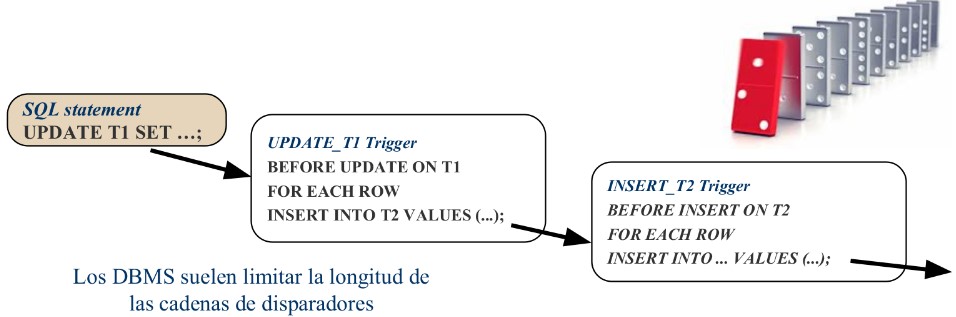 SQL statement
UPDATE T1 SET …;
UPDATE_T1 Trigger
BEFORE UPDATE ON T1
FOR EACH ROW
INSERT INTO T2 VALUES (...);
INSERT_T2 Trigger
BEFORE INSERT ON T2
FOR EACH ROW
INSERT INTO ... VALUES (...);
Los DBMS suelen limitar la longitud de
las cadenas de disparadores